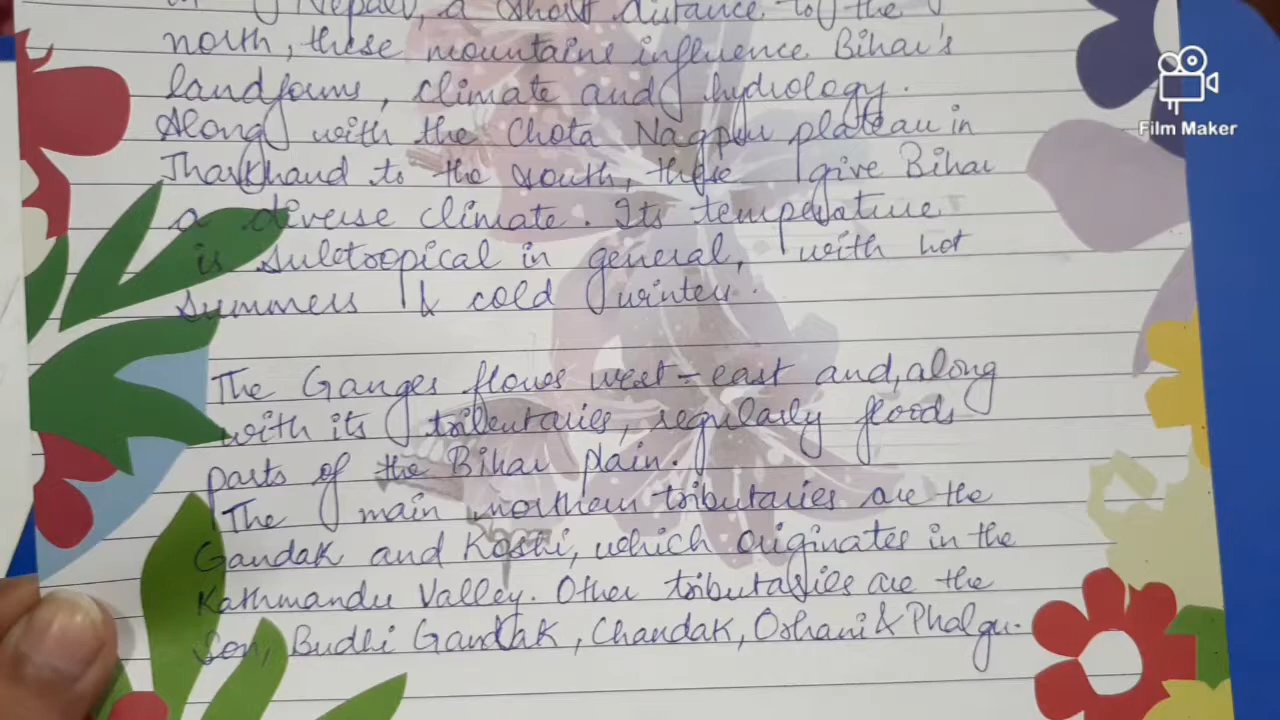 Nepal, a short distance to the
north, these mountains influence Bihar's
landforms, climate and hydrology.
Along with the Chota Nagpur plateau in
Jharkhand to the south, these give Bihar
a diverse climate. Its temperature
is subtropical in general, with hot
summers & cold winter.
The Ganges flows west-east and, along
with its tributaries, regularly floods
parts of the Bihar plain.
The main northern tributaries are the
Gandak and Koshi, which originates in the
Kathmandu Valley. Other tributaries are the
Son, Budhi Gandak, Chandak, Orhani & Phalgu.
Film Maker